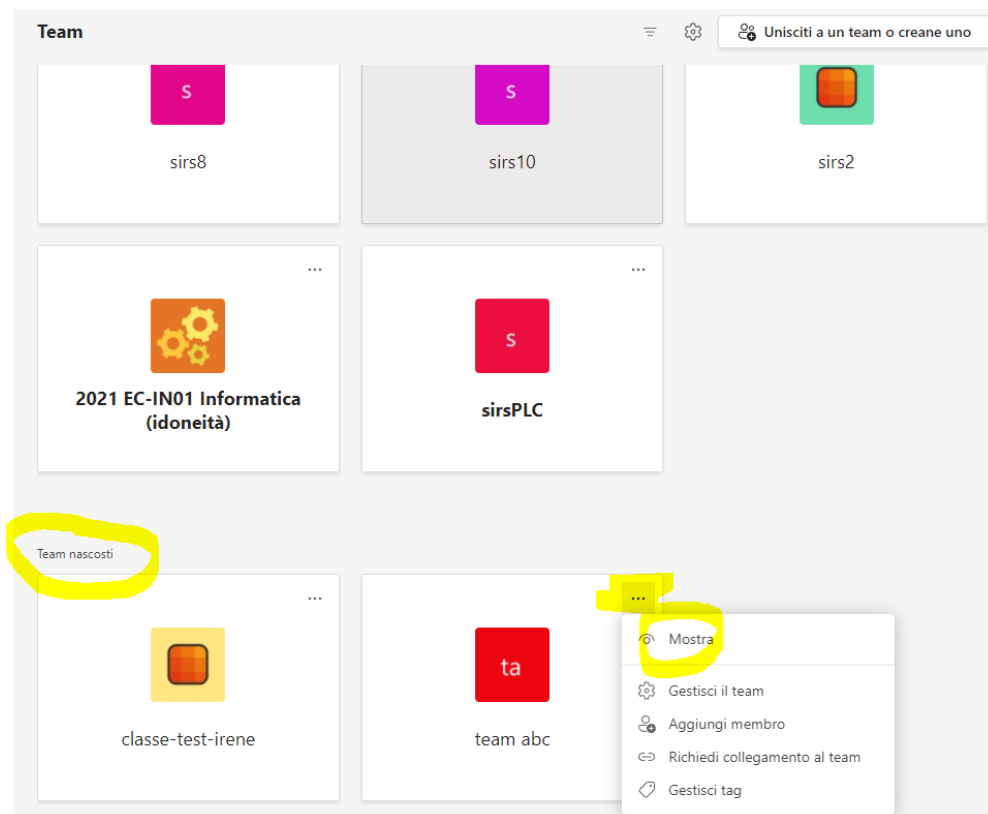 Team
Unisciti a un team o creane uno
s
s
sirs8
sirs10
sirs2
...
...
s
2021 EC-IN01 Informatica
(idoneità)
sirsPLC
Team nascosti
...
...
Mostra
ta
Gestisci il team
Aggiungi membro
classe-test-irene
team abc
Richiedi collegamento al team
Gestisci tag